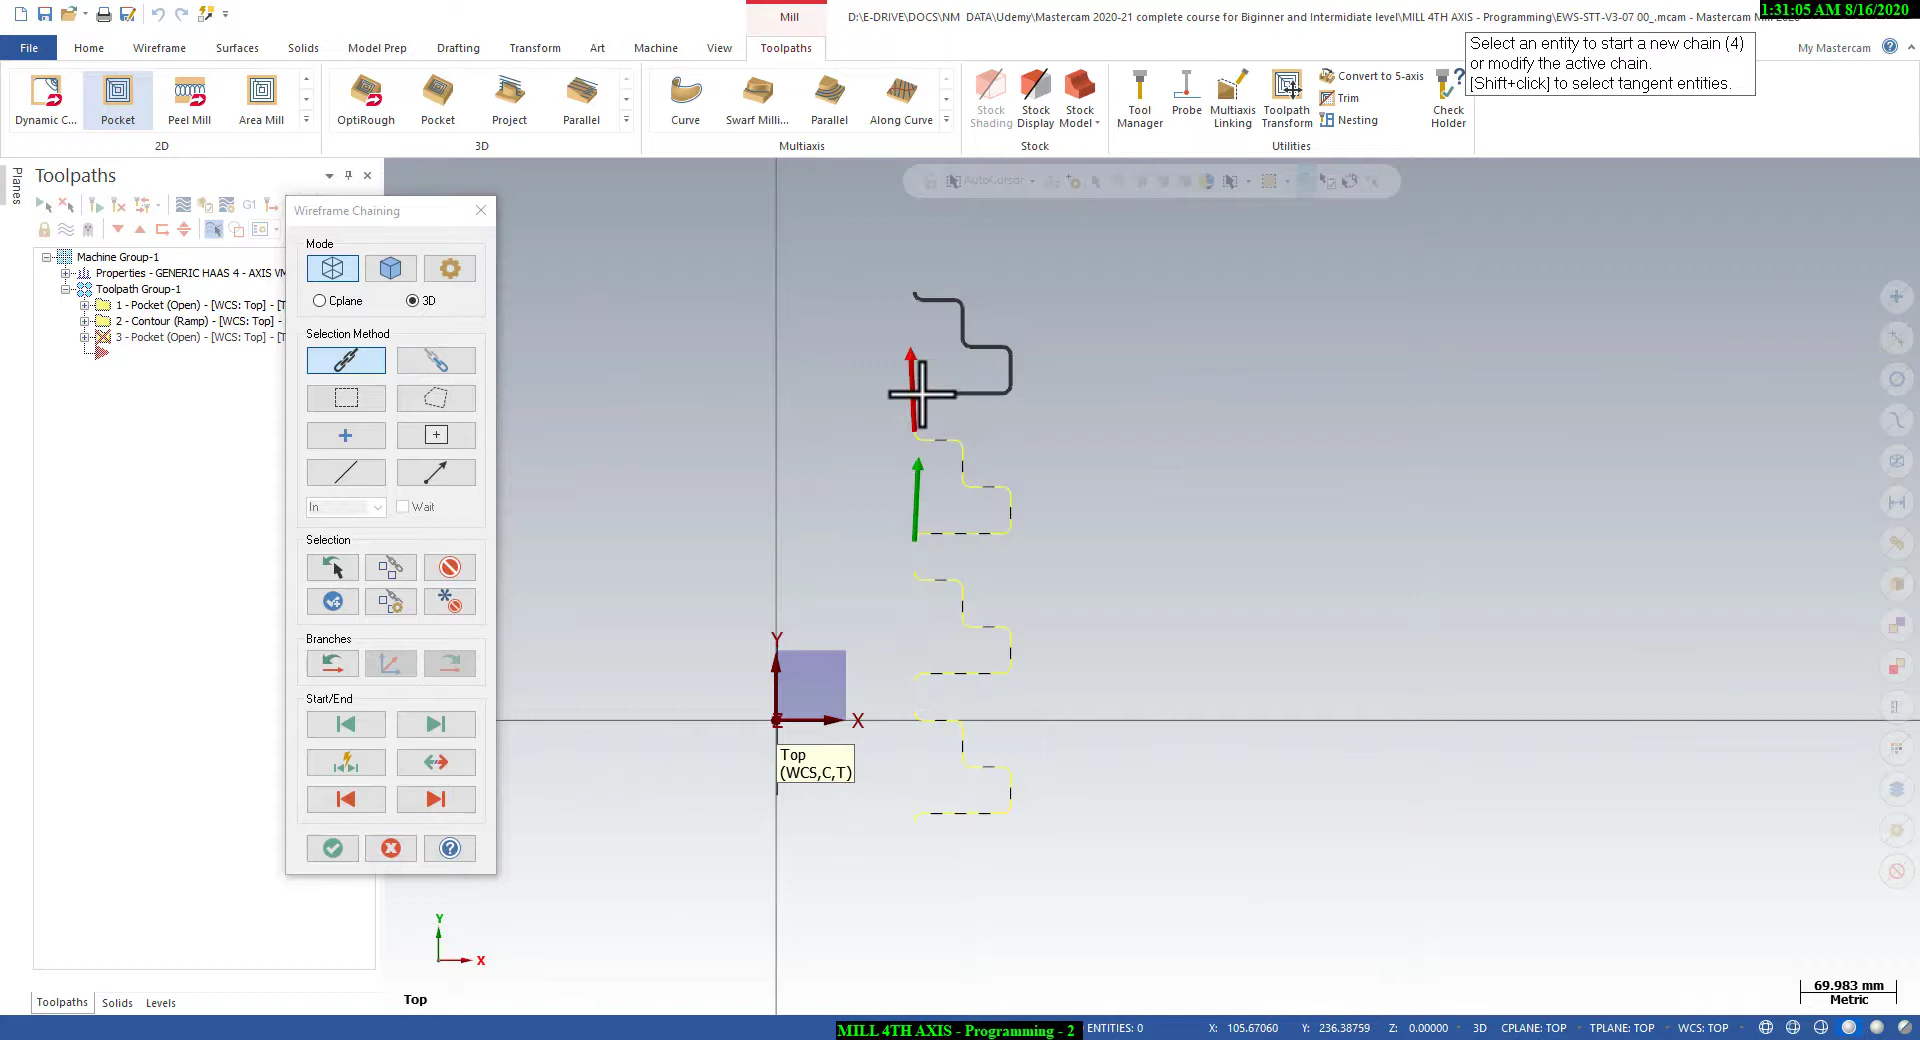 Mill
D:\E-DRIVE\DOCS\NM DATA\Udemy\Mastercam 2020-21 complete course for Biginner and Intermidiate level\MILL 4TH AXIS - Programming\EWS-STT-V3-07 00_.mcam - Mastercam Mill 2020
1:31:05 AM 8/16/2020
File
Home
Wireframe
Surfaces
Solids
Model Prep
Drafting
Transform
Art
Machine
View
Toolpaths
My Mastercam
Select an entity to start a new chain (4)
or modify the active chain.
[Shift+click] to select tangent entities.
Dynamic C...
Pocket
Peel Mill
Area Mill
OptiRough
Pocket
Project
Parallel
Curve
Swarf Milli...
Parallel
Along Curve
Stock Shading
Stock Display
Stock Model
Tool Manager
Probe
Multiaxis Linking
Toolpath Transform
Convert to 5-axis
Trim
Nesting
Check Holder
2D
3D
Multiaxis
Stock
Utilities
Planes
Toolpaths
AutoCursor
G1
Machine Group-1
Properties - GENERIC HAAS 4 - AXIS VM
Toolpath Group-1
1 - Pocket (Open) - [WCS: Top] - [T
2 - Contour (Ramp) - [WCS: Top] -
3 - Pocket (Open) - [WCS: Top] - [T
Wireframe Chaining
Mode
Cplane
3D
Selection Method
In
Wait
Selection
Branches
Start/End
Y
X
Z
Top
(WCS,C,T)
Y
X
Top
69.983 mm
Metric
Toolpaths
Solids
Levels
MILL 4TH AXIS - Programming - 2
ENTITIES: 0
X: 105.67060
Y: 236.38759
Z: 0.00000
3D
CPLANE: TOP
TPLANE: TOP
WCS: TOP